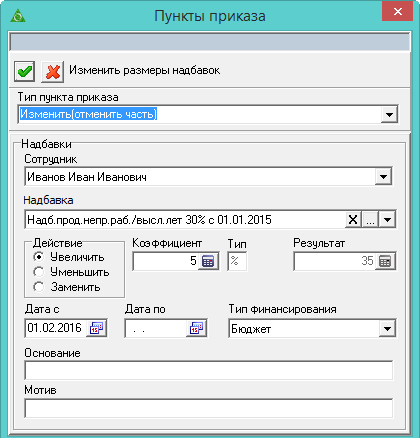 Пункты приказа
Изменить размеры надбавок
Тип пункта приказа
Изменить(отменить часть)
Надбавки
Сотрудник
Иванов Иван Иванович
Надбавка
Надб.прод.непр.раб./высл.лет 30% с 01.01.2015 X ...
Действие Коэффициент Тип Результат
Увеличить 5 % 35
Уменьшить
Заменить
Дата с Дата по Тип финансирования
01.02.2016 . . Бюджет
Основание
Мотив